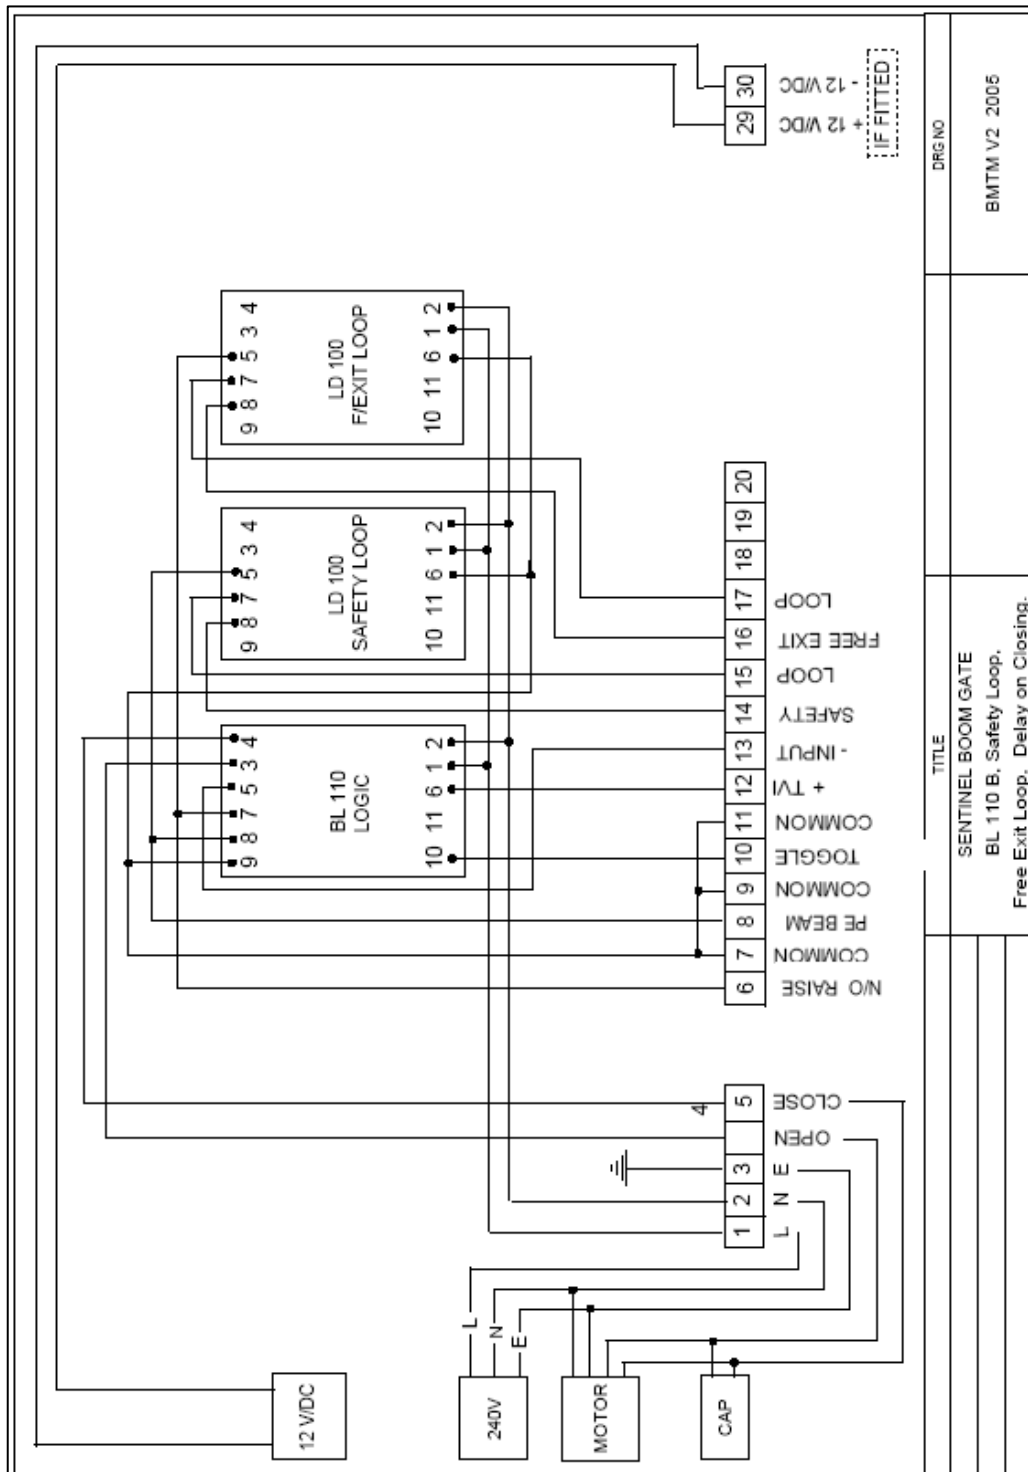 12 V/DC
240V
L
N
E
MOTOR
CAP
BL 110
LOGIC
9 8 7 5 3 4
10 11 6 1 2
LD 100
SAFETY LOOP
9 8 7 5 3 4
10 11 6 1 2
LD 100
F/EXIT LOOP
9 8 7 5 3 4
10 11 6 1 2
4
1 2 3 5
L N E OPEN CLOSE
6 7 8 9 10 11 12 13 14 15 16 17 18 19 20
N/O RAISE
COMMON
PE BEAM
COMMON
TOGGLE
COMMON
+ TVI
- INPUT
SAFETY
LOOP
FREE EXIT
LOOP
29 30
+ 12 V/DC
- 12 V/DC
IF FITTED
TITLE
SENTINEL BOOM GATE
BL 110 B, Safety Loop,
Free Exit Loop, Delay on Closing.
DRG NO
BMTM V2 2005